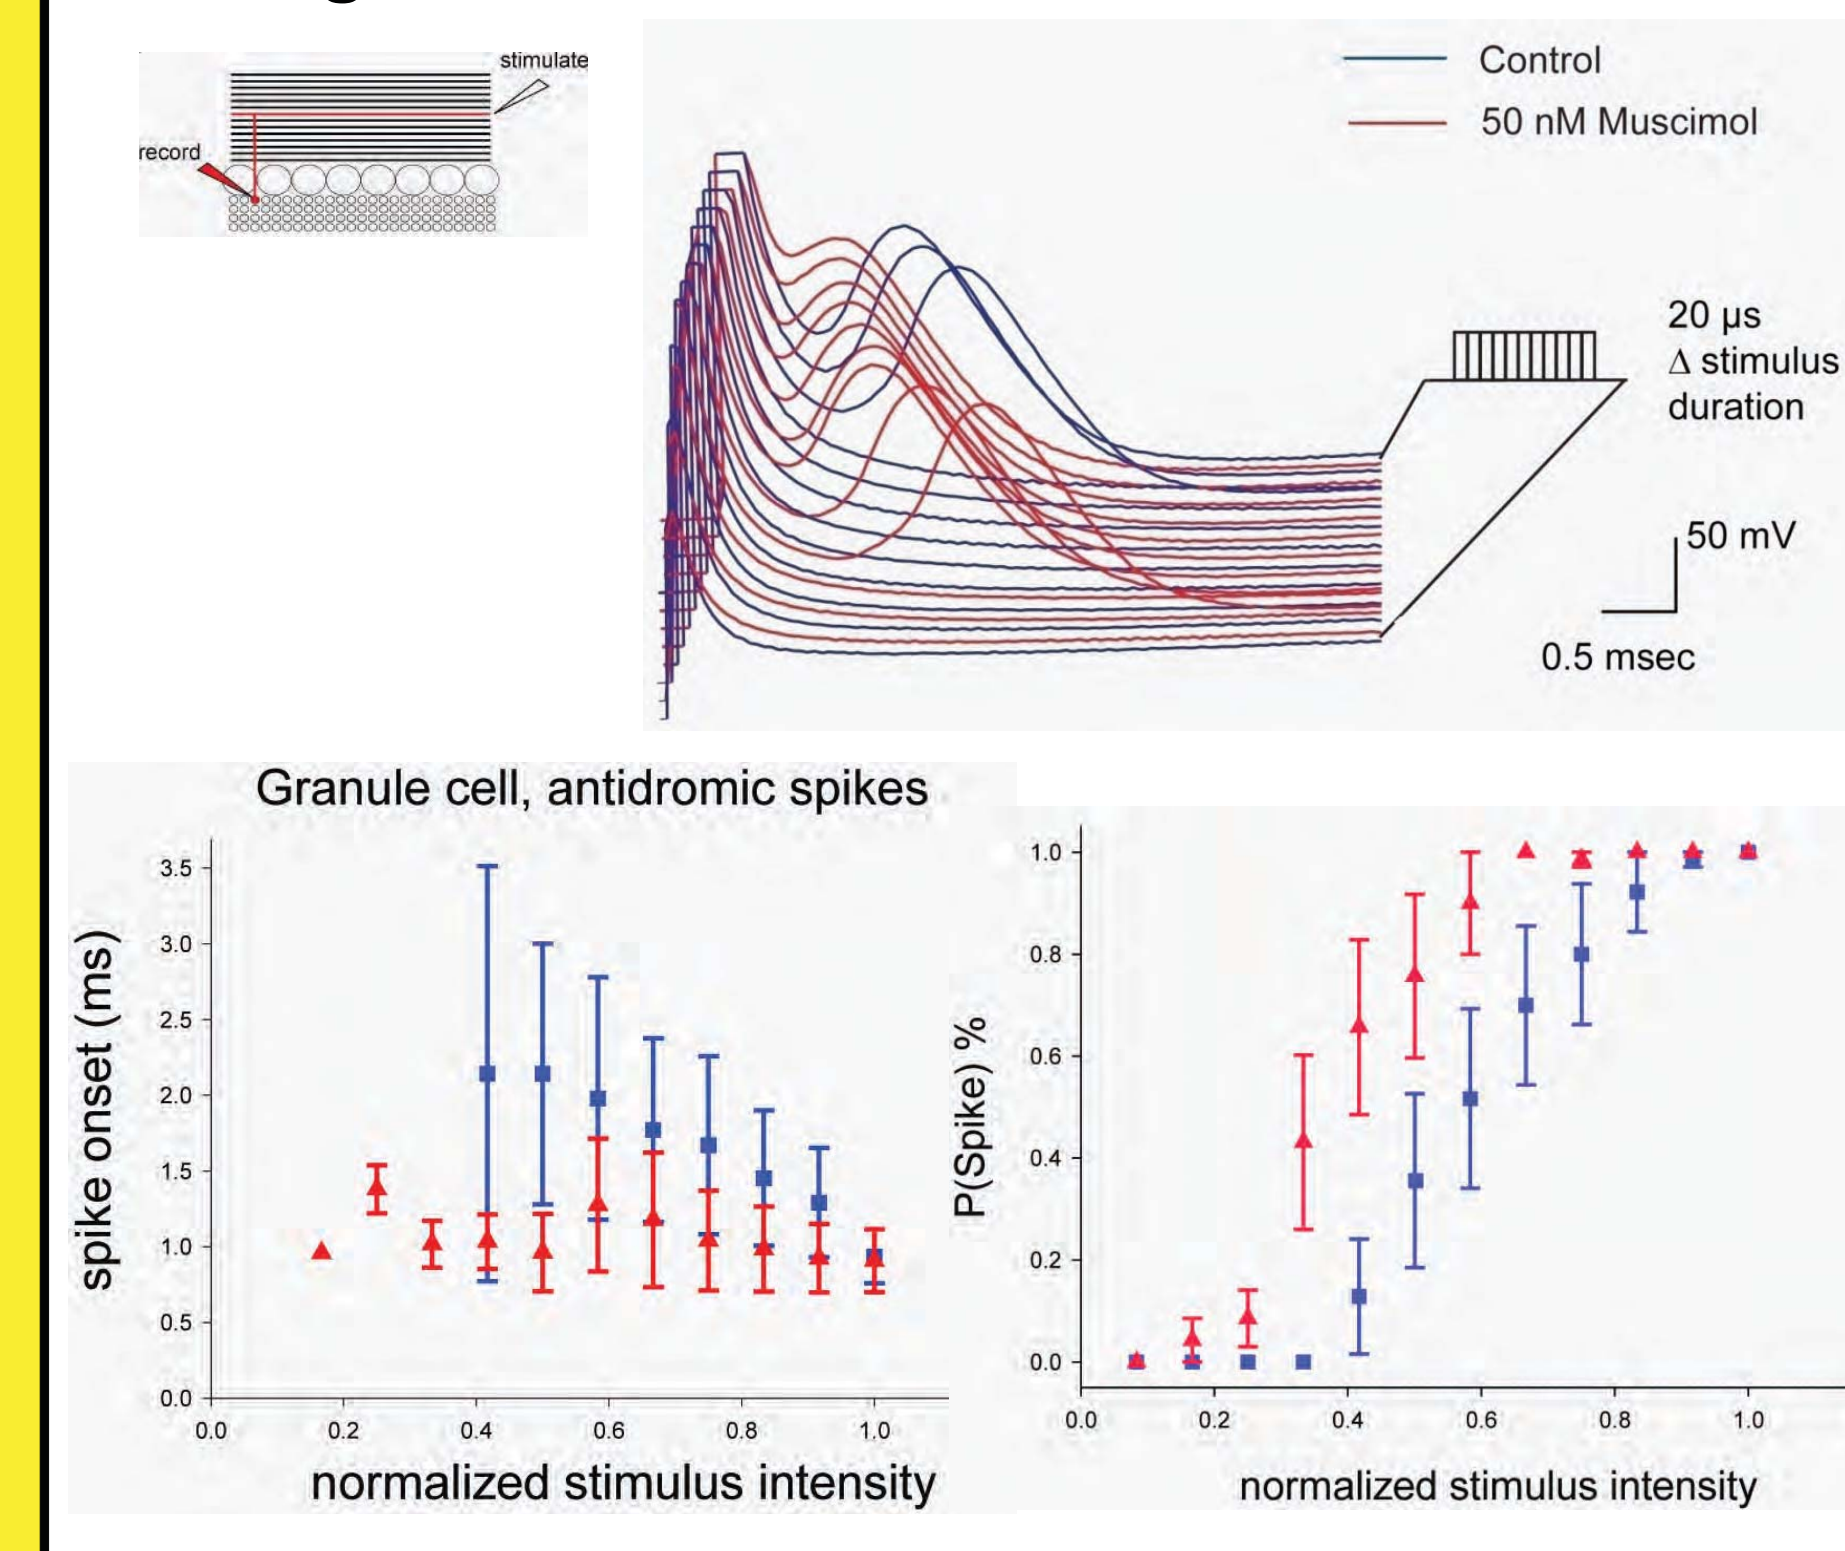 stimulate
record
Control
50 nM Muscimol
20 µs
Δ stimulus
duration
50 mV
0.5 msec
Granule cell, antidromic spikes
spike onset (ms)
3.5
3.0
2.5
2.0
1.5
1.0
0.5
0.0
0.0 0.2 0.4 0.6 0.8 1.0
normalized stimulus intensity
P(Spike) %
1.0
0.8
0.6
0.4
0.2
0.0
0.0 0.2 0.4 0.6 0.8 1.0
normalized stimulus intensity